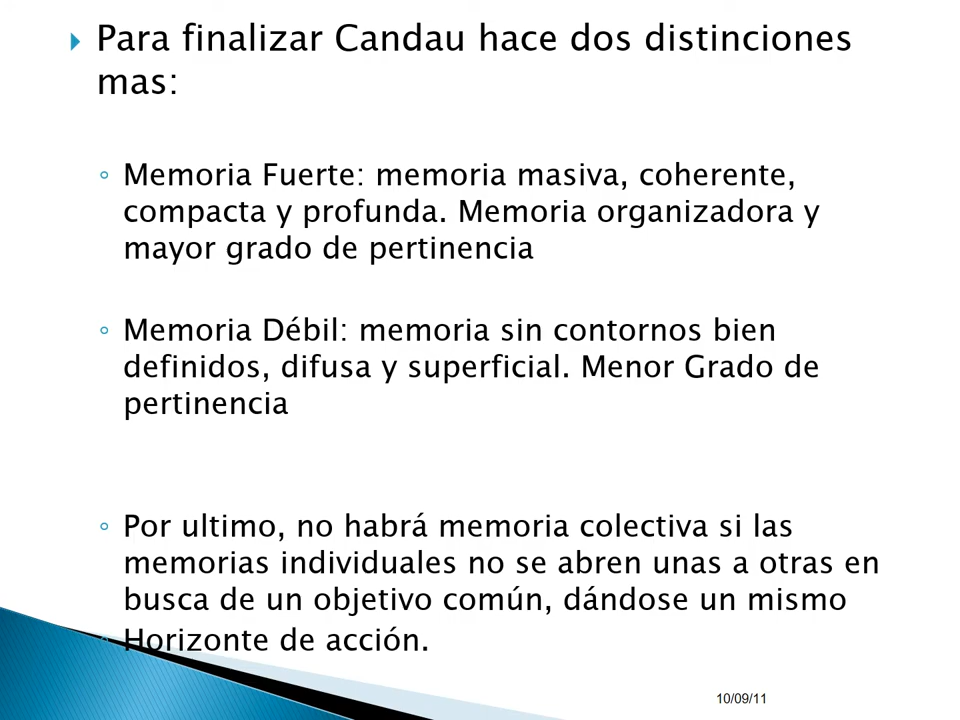 Para finalizar Candau hace dos distinciones
mas:
Memoria Fuerte: memoria masiva, coherente,
compacta y profunda. Memoria organizadora y
mayor grado de pertinencia
Memoria Débil: memoria sin contornos bien
definidos, difusa y superficial. Menor Grado de
pertinencia
Por ultimo, no habrá memoria colectiva si las
memorias individuales no se abren unas a otras en
busca de un objetivo común, dándose un mismo
Horizonte de acción.
10/09/11